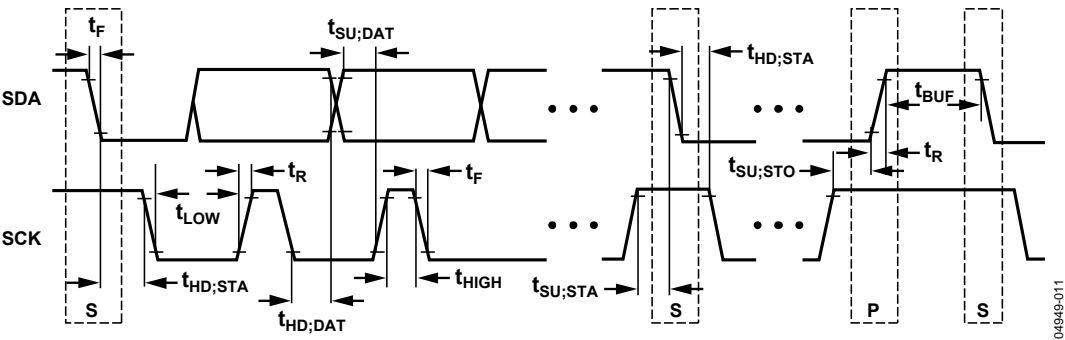 tF
tSU;DAT
tHD;STA
SDA
tBUF
tR
tF
tSU;STO
tR
tLOW
SCK
tHD;STA
tHIGH
tSU;STA
tHD;DAT
S
S
P
S
04949-011